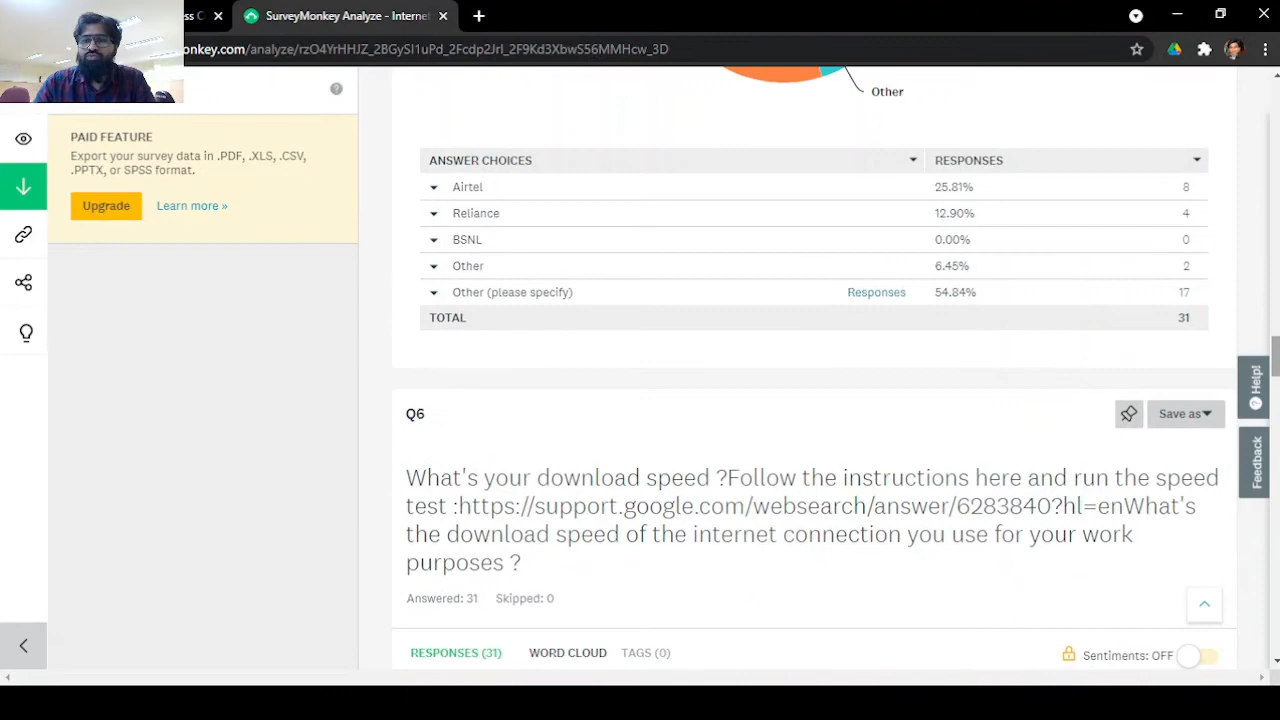 ss C
SurveyMonkey Analyze - Interne
nkey.com/analyze/rzO4YrHHJZ_2BGySI1uPd_2Fcdp2Jrl_2F9Kd3XbwS56MMHcw_3D
Other
PAID FEATURE
Export your survey data in .PDF, .XLS, .CSV,
.PPTX, or SPSS format.
Upgrade Learn more »
ANSWER CHOICES RESPONSES
Airtel 25.81% 8
Reliance 12.90% 4
BSNL 0.00% 0
Other 6.45% 2
Other (please specify) Responses 54.84% 17
TOTAL 31
Help!
Feedback
Q6
Save as
What's your download speed ?Follow the instructions here and run the speed
test :https://support.google.com/websearch/answer/6283840?hl=enWhat's
the download speed of the internet connection you use for your work
purposes ?
Answered: 31 Skipped: 0
RESPONSES (31) WORD CLOUD TAGS (0) Sentiments: OFF